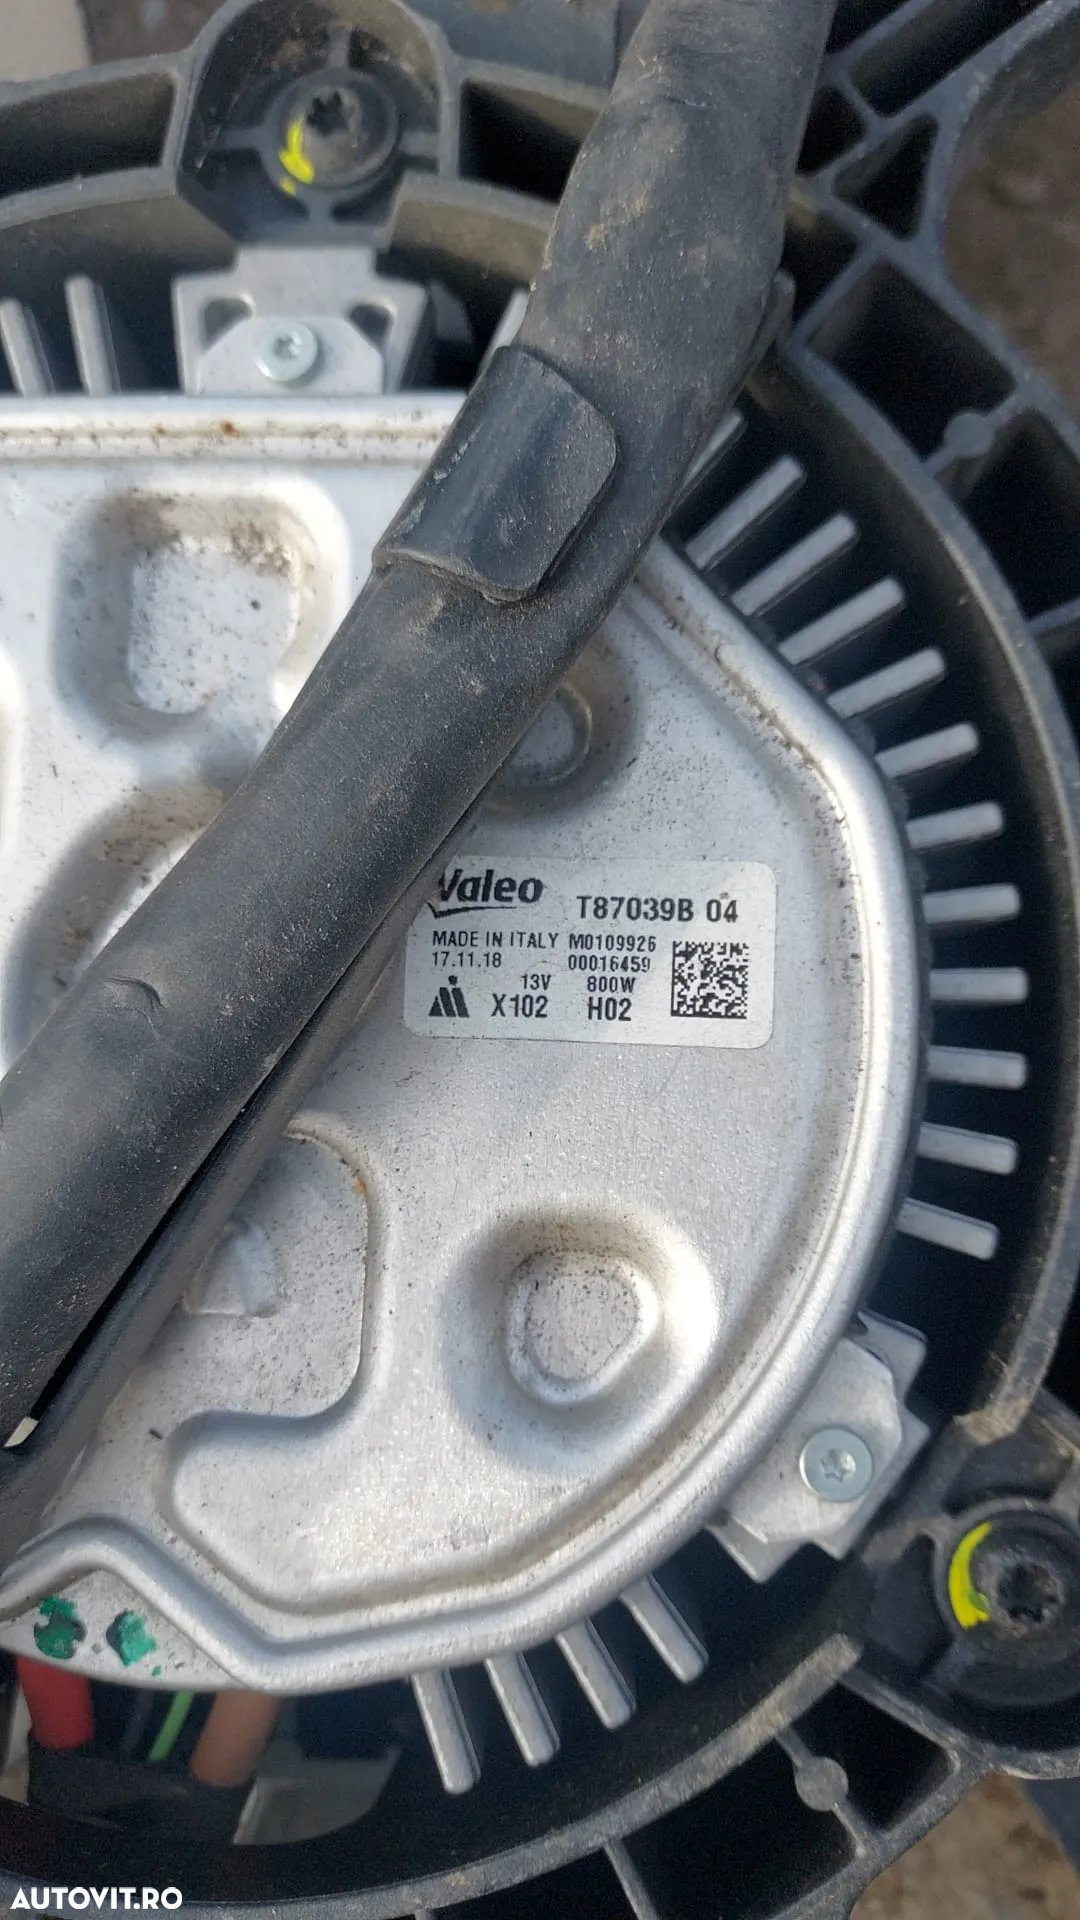 Valeo T87039B 04
MADE IN ITALY M0109926
17.11.18 00016459
13V 800W
X102 H02
AUTOVIT.RO